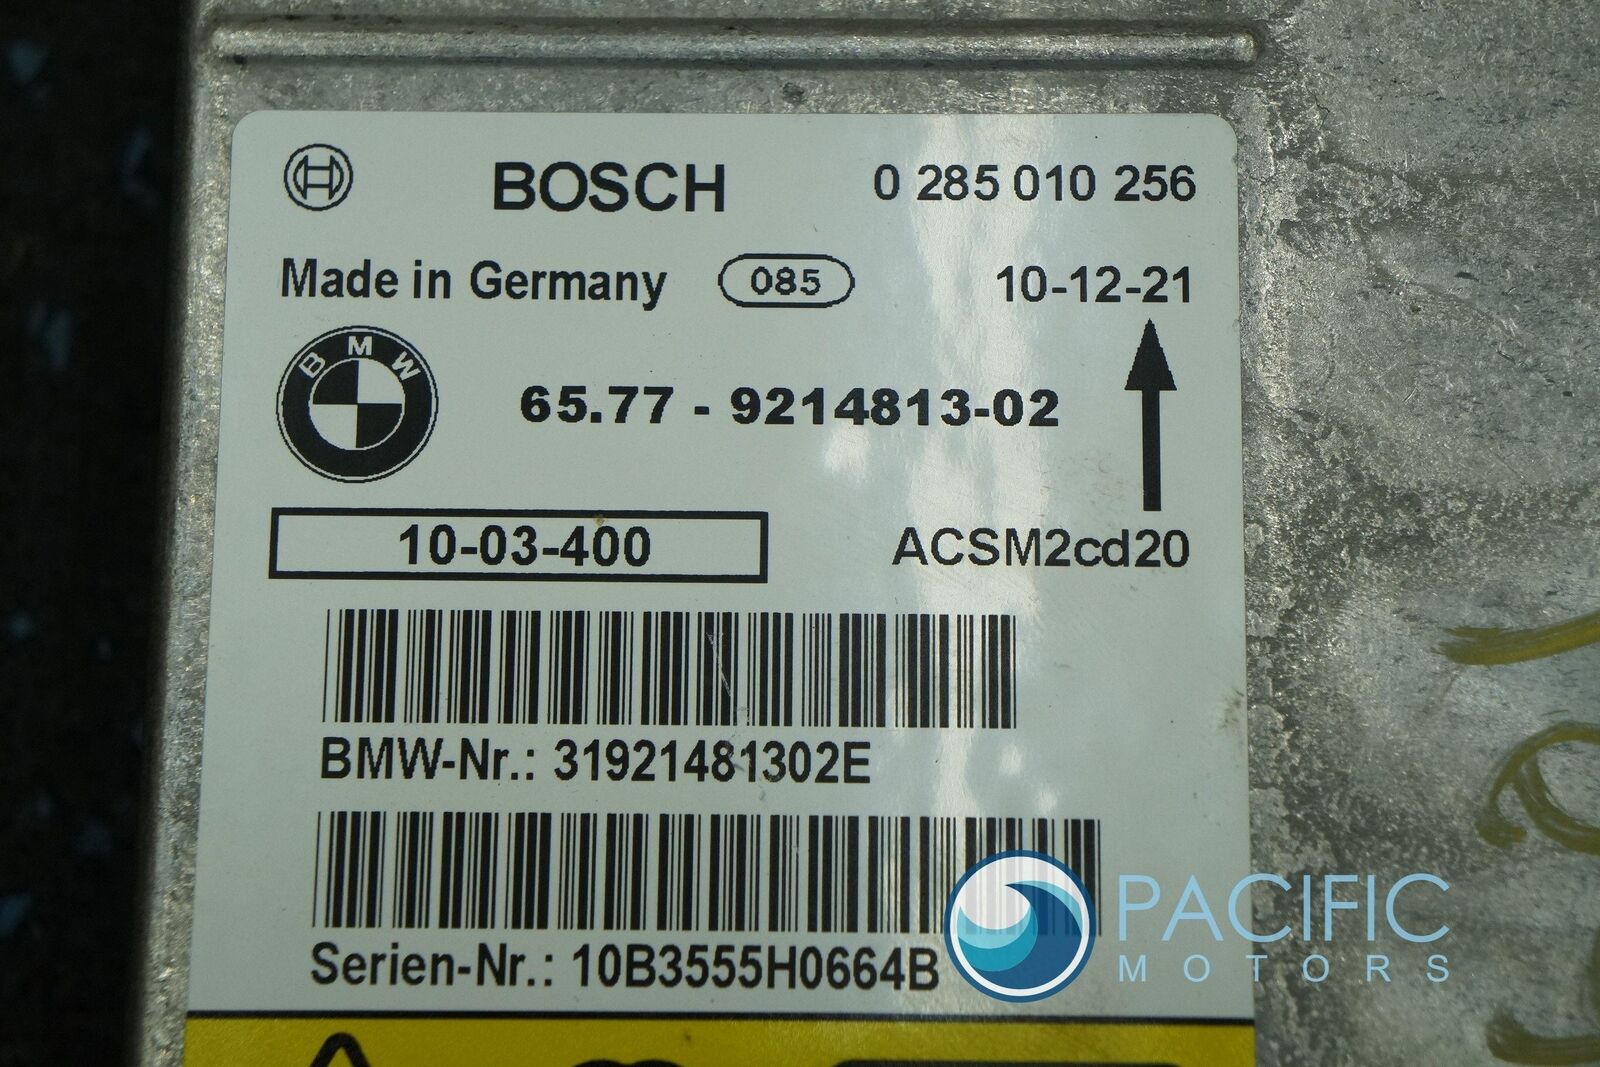 BOSCH 0 285 010 256
Made in Germany 085 10-12-21
BMW
65.77 - 9214813-02
10-03-400 ACSM2cd20
BMW-Nr.: 31921481302E
Serien-Nr.: 10B3555H0664B
PACIFIC
MOTORS